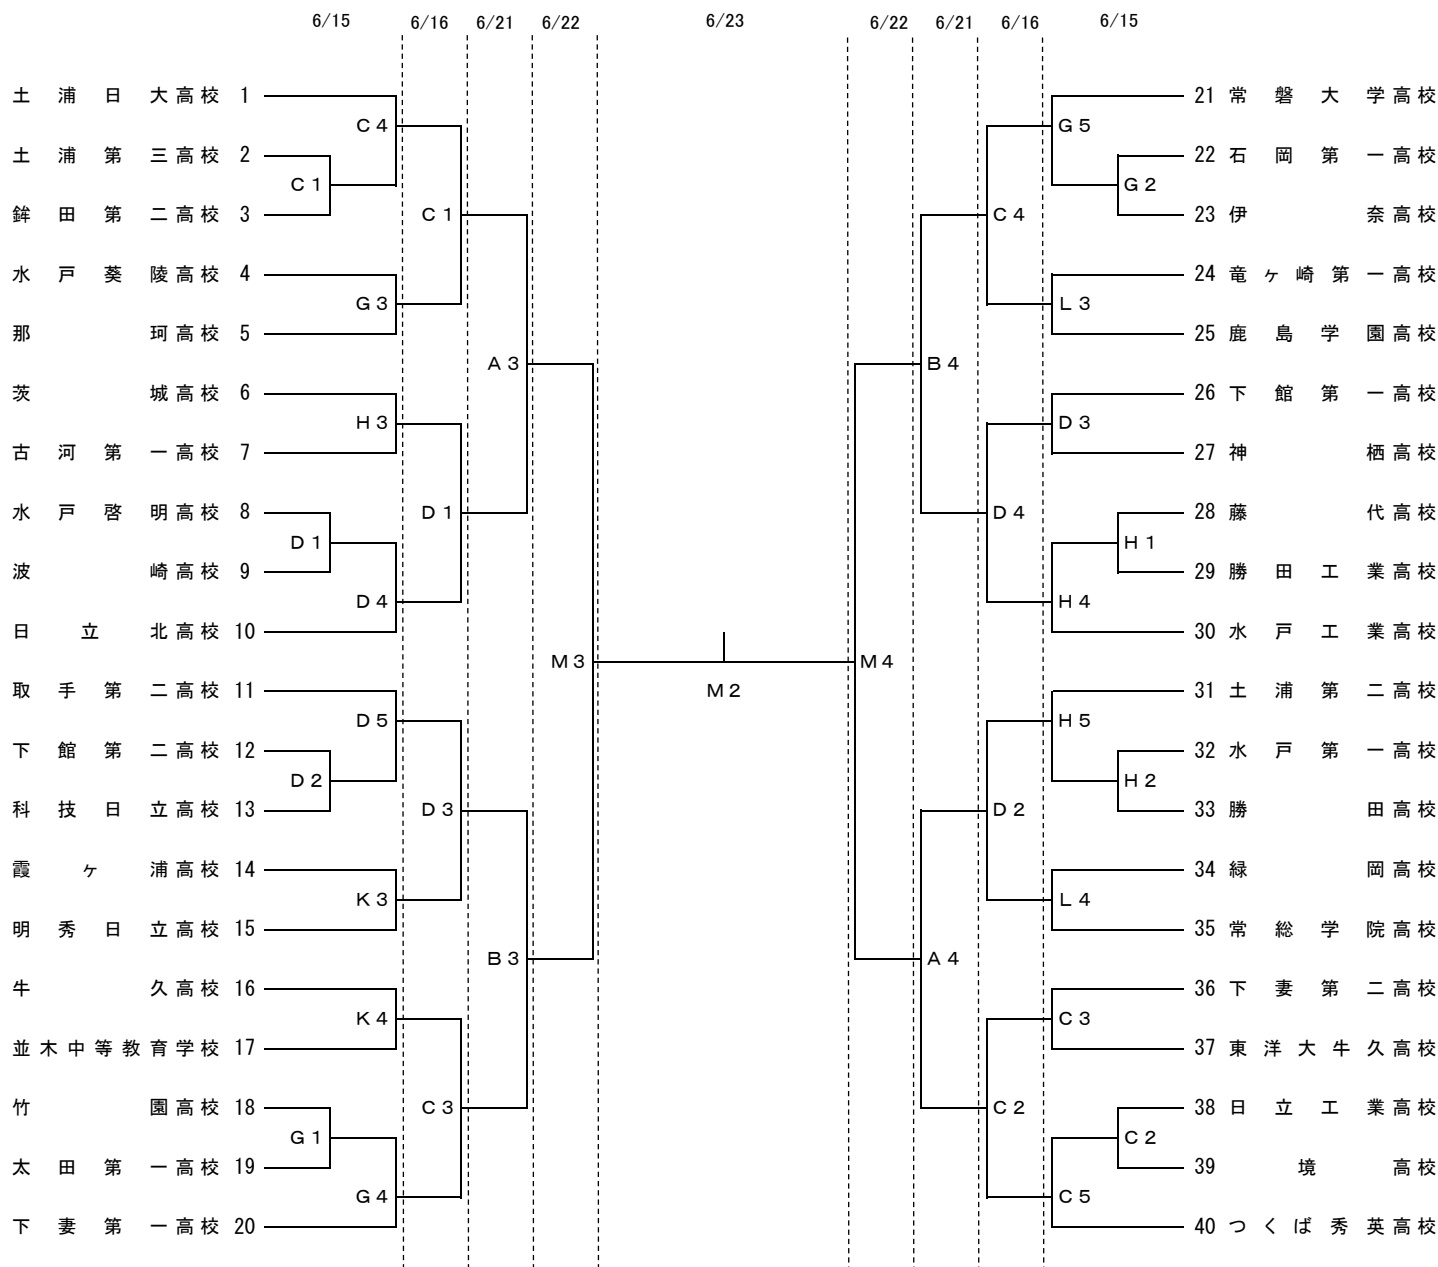 6/15 6/16 6/21 6/22 6/23 6/22 6/21 6/16 6/15
土浦日大高校 1
C4
土浦第三高校 2
C1
鉾田第二高校 3
C1
水戸葵陵高校 4
G3
那珂高校 5
A3
茨城高校 6
H3
古河第一高校 7
水戸啓明高校 8
D1
D1
波崎高校 9
D4
日立北高校 10
M3
取手第二高校 11
D5
下館第二高校 12
D2
科技日立高校 13
D3
霞ヶ浦高校 14
K3
明秀日立高校 15
B3
牛久高校 16
K4
並木中等教育学校 17
竹園高校 18
C3
G1
太田第一高校 19
G4
下妻第一高校 20
M2
21 常磐大学高校
G5
22 石岡第一高校
G2
23 伊奈高校
C4
24 竜ヶ崎第一高校
L3
25 鹿島学園高校
B4
26 下館第一高校
D3
27 神栖高校
28 藤代高校
D4
H1
29 勝田工業高校
H4
30 水戸工業高校
M4
31 土浦第二高校
H5
32 水戸第一高校
H2
33 勝田高校
D2
34 緑岡高校
L4
35 常総学院高校
A4
36 下妻第二高校
C3
37 東洋大牛久高校
38 日立工業高校
C2
C2
39 境高校
C5
40 つくば秀英高校